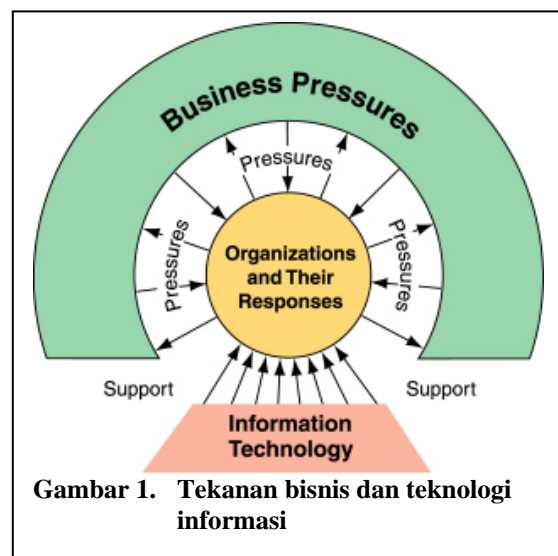 Business Pressures
Pressures
Pressures
Pressures
Organizations
and Their
Responses
Support
Support
Information
Technology
Gambar 1. Tekanan bisnis dan teknologi
informasi